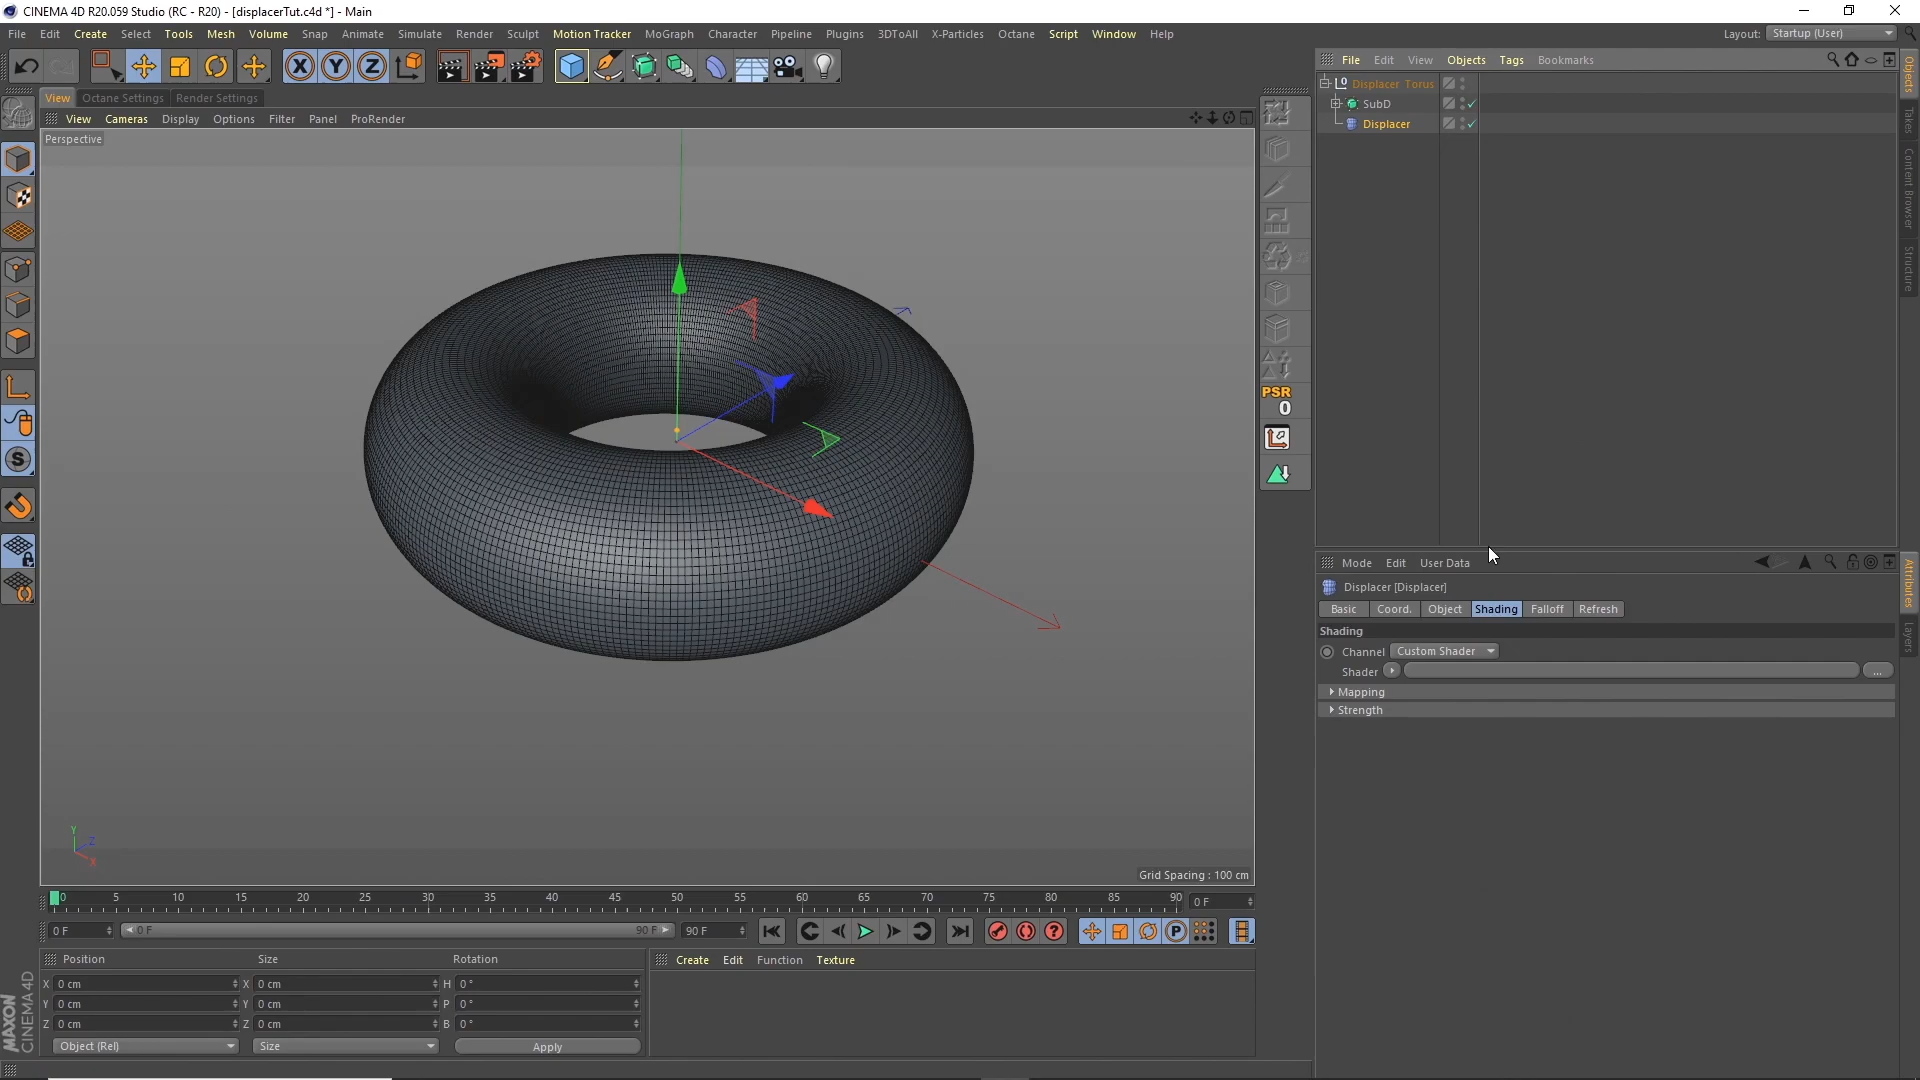 CINEMA 4D R20.059 Studio (RC - R20) - [displacerTut.c4d *] - Main
File Edit Create Select Tools Mesh Volume Snap Animate Simulate Render Sculpt Motion Tracker MoGraph Character Pipeline Plugins 3DToAll X-Particles Octane Script Window Help
Layout: Startup (User)
X Y Z
File Edit View Objects Tags Bookmarks
View Octane Settings Render Settings
Displacer Torus
SubD
Displacer
View Cameras Display Options Filter Panel ProRender
Perspective
Objects
Takes
Content Browser
Structure
PSR
0
S
Mode Edit User Data
Displacer [Displacer]
Basic Coord. Object Shading Falloff Refresh
Shading
Channel Custom Shader
Shader ...
Mapping
Strength
Attributes
Layers
Y
Z
X
Grid Spacing : 100 cm
0 5 10 15 20 25 30 35 40 45 50 55 60 65 70 75 80 85 90 0 F
0 F 0 F 90 F 90 F ? P
Position Size Rotation
X 0 cm X 0 cm H 0 °
Y 0 cm Y 0 cm P 0 °
Z 0 cm Z 0 cm B 0 °
Object (Rel) Size Apply
Create Edit Function Texture
MAXON
CINEMA 4D